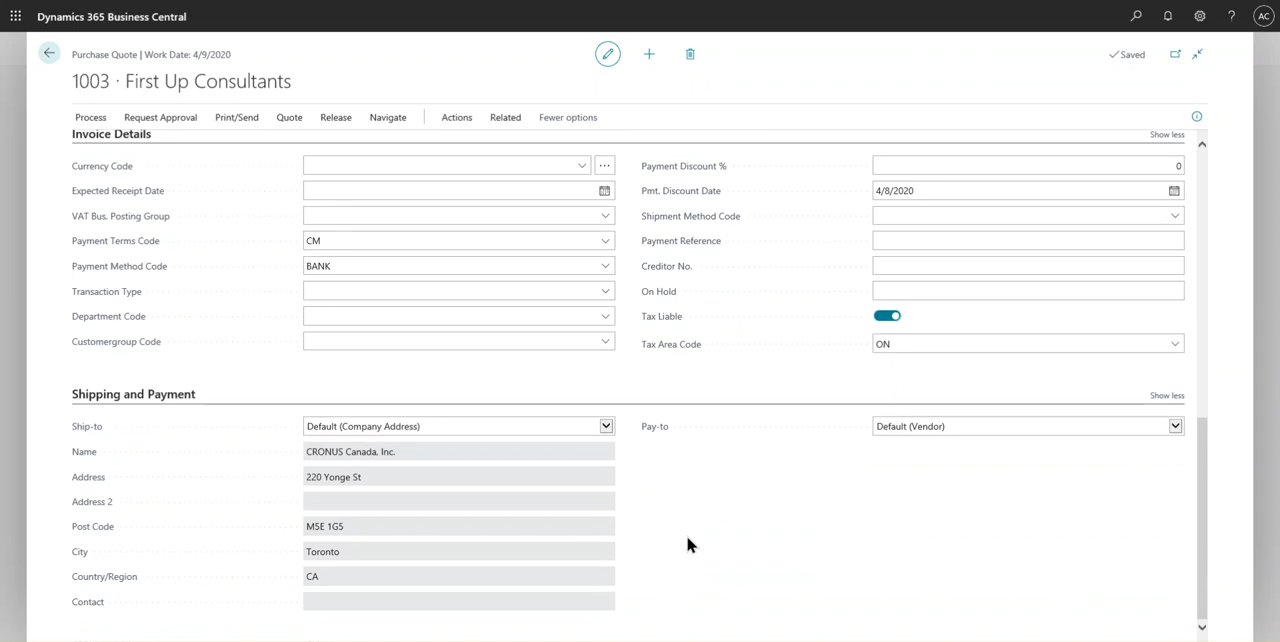 Dynamics 365 Business Central
AC
Purchase Quote | Work Date: 4/9/2020
Saved
1003 · First Up Consultants
Process Request Approval Print/Send Quote Release Navigate Actions Related Fewer options
Invoice Details Show less
Currency Code
Payment Discount % 0
Expected Receipt Date
Pmt. Discount Date 4/8/2020
VAT Bus. Posting Group
Shipment Method Code
Payment Terms Code CM
Payment Reference
Payment Method Code BANK
Creditor No.
Transaction Type
On Hold
Department Code
Tax Liable
Customergroup Code
Tax Area Code ON
Shipping and Payment Show less
Ship-to Default (Company Address)
Pay-to Default (Vendor)
Name CRONUS Canada, Inc.
Address 220 Yonge St
Address 2
Post Code M5E 1G5
City Toronto
Country/Region CA
Contact